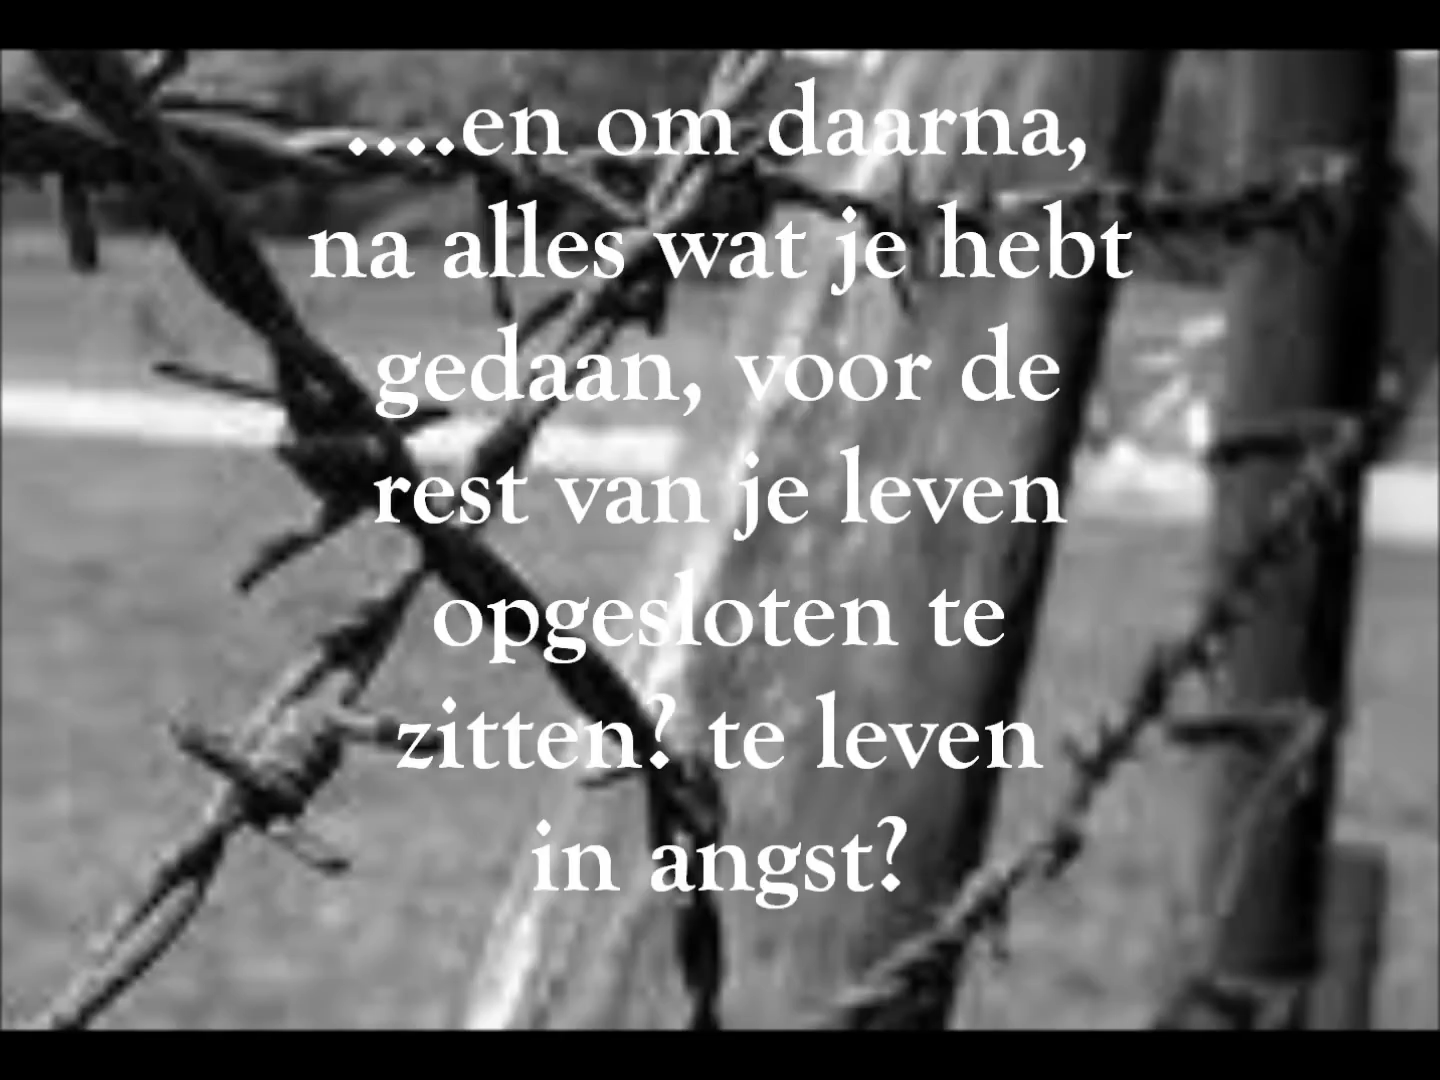 ....en om daarna,
na alles wat je hebt
gedaan, voor de
rest van je leven
opgesloten te
zitten? te leven
in angst?